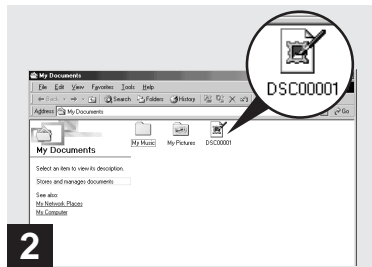 My Documents
File Edit View Favorites Tools Help
Back Search Folders History
Address My Documents Go
My Documents
Select an item to view its description.
Stores and manages documents
See also:
My Network Places
My Computer
My Music My Pictures DSC00001
DSC00001
2